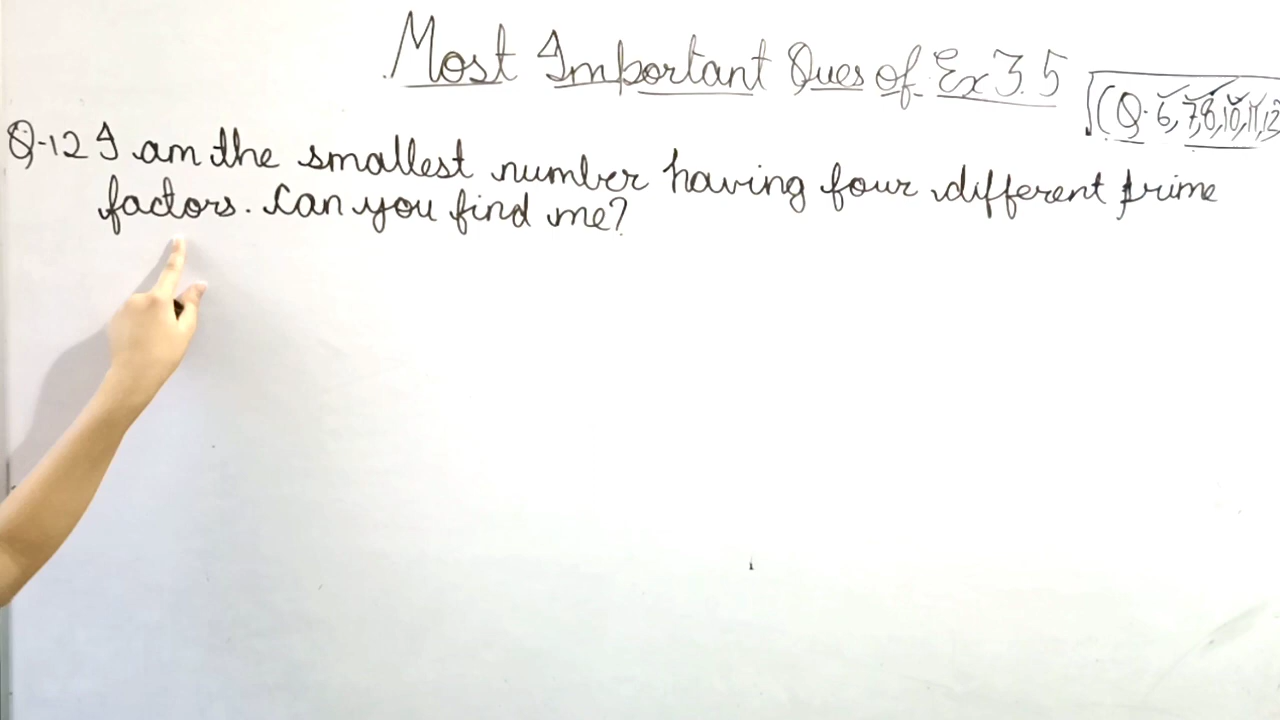 Most Important Ques of Ex 3.5
(Q. 6, 7, 8, 10, 11, 12
Q.12 I am the smallest number having four different prime
factors. Can you find me?